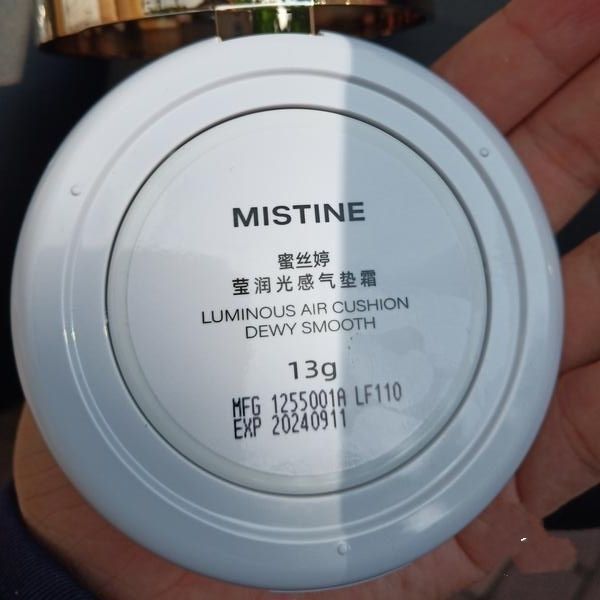 MISTINE
蜜丝婷
莹润光感气垫霜
LUMINOUS AIR CUSHION
DEWY SMOOTH
13g
MFG 1255001A LF110
EXP 20240911